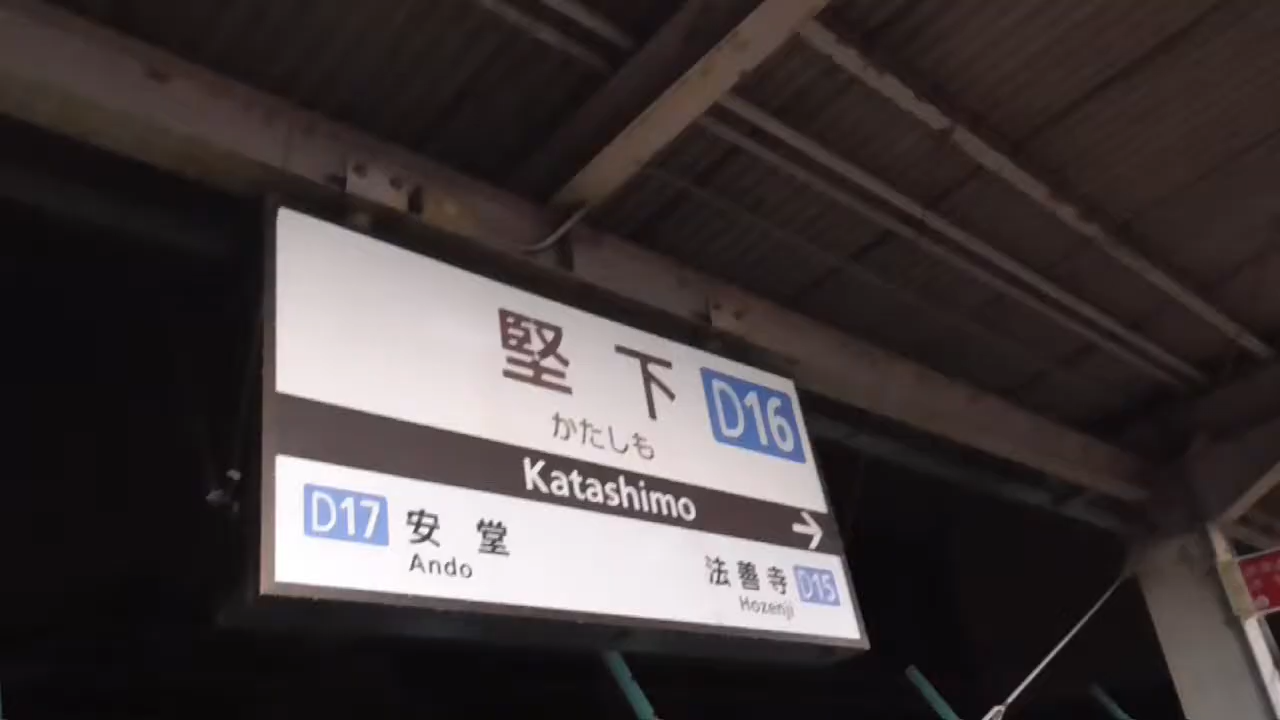 堅下 D16
かたしも
Katashimo →
D17 安堂 法善寺 D15
Ando Hozenji